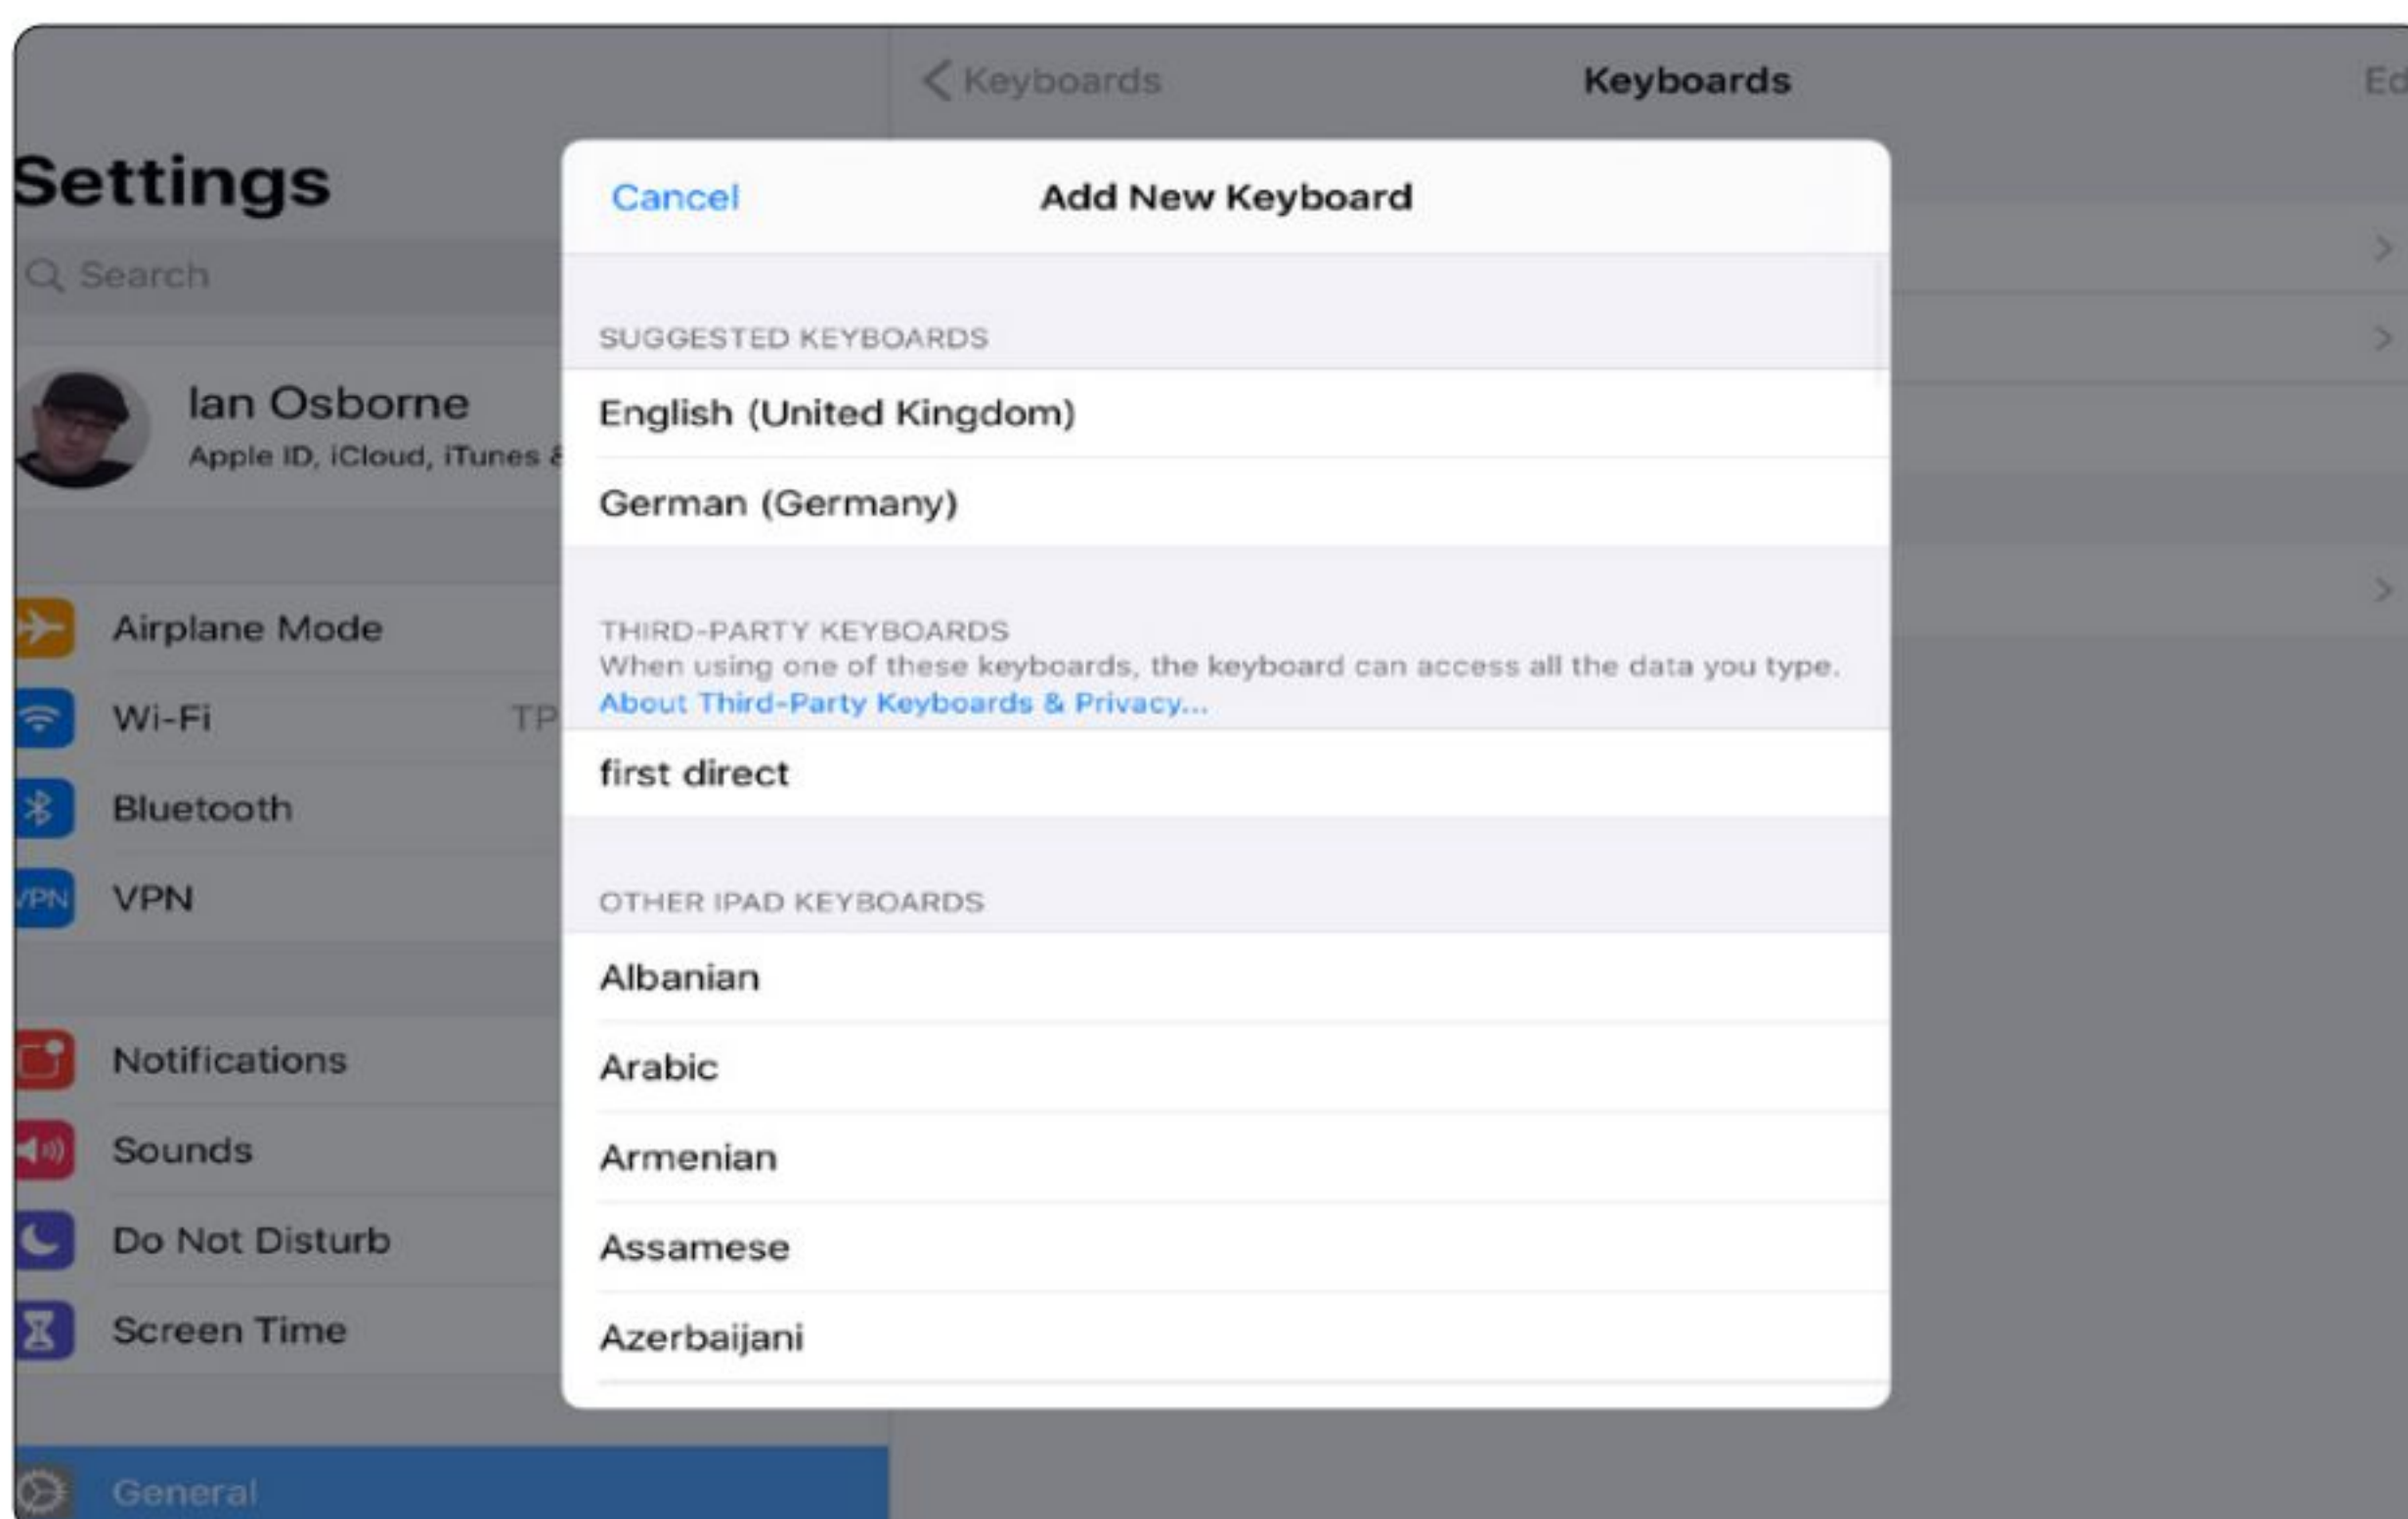 Settings
Search
Ian Osborne
Apple ID, iCloud, iTunes &
Airplane Mode
Wi-Fi TP
Bluetooth
VPN
VPN
Notifications
Sounds
Do Not Disturb
Screen Time
General
Keyboards
Keyboards
Ed
Cancel
Add New Keyboard
SUGGESTED KEYBOARDS
English (United Kingdom)
German (Germany)
THIRD-PARTY KEYBOARDS
When using one of these keyboards, the keyboard can access all the data you type.
About Third-Party Keyboards & Privacy...
first direct
OTHER IPAD KEYBOARDS
Albanian
Arabic
Armenian
Assamese
Azerbaijani